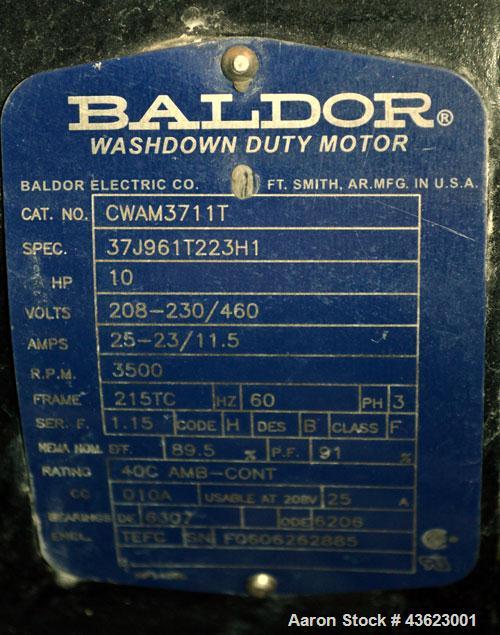 BALDOR®
WASHDOWN DUTY MOTOR
BALDOR ELECTRIC CO. FT. SMITH, AR. MFG. IN U.S.A.
CAT. NO. CWAM3711T
SPEC. 37J961T223H1
HP 10
VOLTS 208-230/460
AMPS 25-23/11.5
R.P.M. 3500
FRAME 215TC HZ 60 PH 3
SER. F. 1.15 CODE H DES B CLASS F
NEMA NOM. EFF. 89.5 % P.F. 91 %
RATING 40C AMB-CONT
CC 010A USABLE AT 208V 25 A
BEARINGS DE 6307 ODE 6206
ENCL. TEFC SN F0606262885
Aaron Stock # 43623001